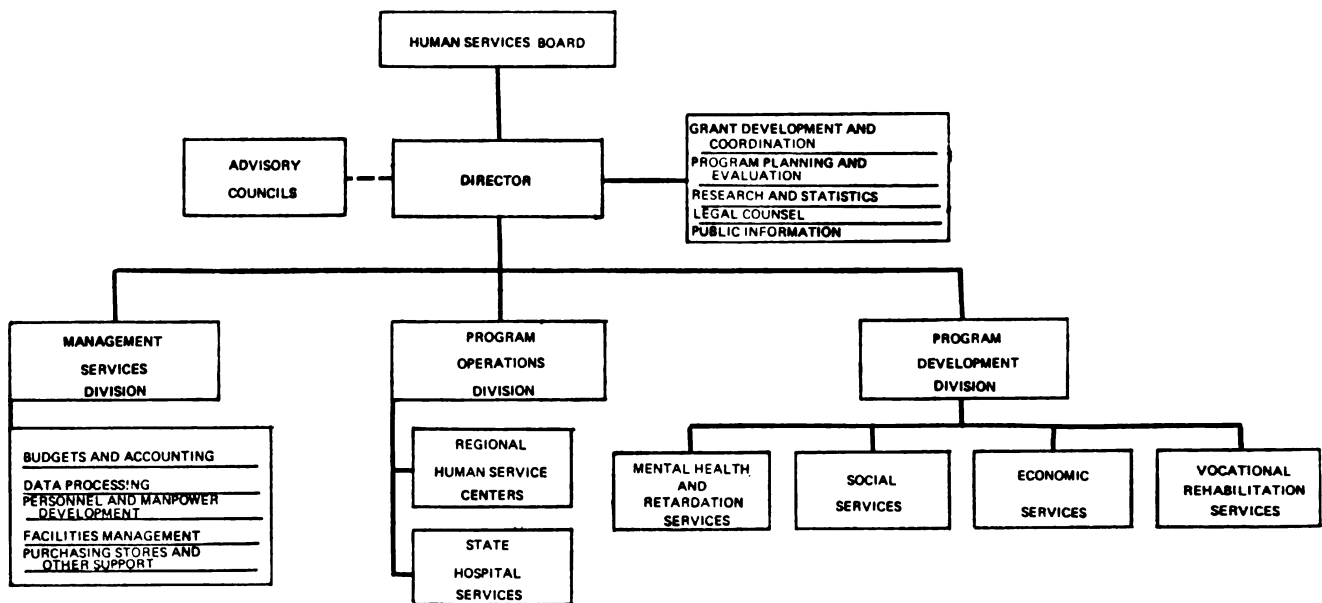 HUMAN SERVICES BOARD
ADVISORY
COUNCILS
DIRECTOR
GRANT DEVELOPMENT AND
COORDINATION
PROGRAM PLANNING AND
EVALUATION
RESEARCH AND STATISTICS
LEGAL COUNSEL
PUBLIC INFORMATION
MANAGEMENT
SERVICES
DIVISION
BUDGETS AND ACCOUNTING
DATA PROCESSING
PERSONNEL AND MANPOWER
DEVELOPMENT
FACILITIES MANAGEMENT
PURCHASING STORES AND
OTHER SUPPORT
PROGRAM
OPERATIONS
DIVISION
REGIONAL
HUMAN SERVICE
CENTERS
STATE
HOSPITAL
SERVICES
PROGRAM
DEVELOPMENT
DIVISION
MENTAL HEALTH
AND
RETARDATION
SERVICES
SOCIAL
SERVICES
ECONOMIC
SERVICES
VOCATIONAL
REHABILITATION
SERVICES